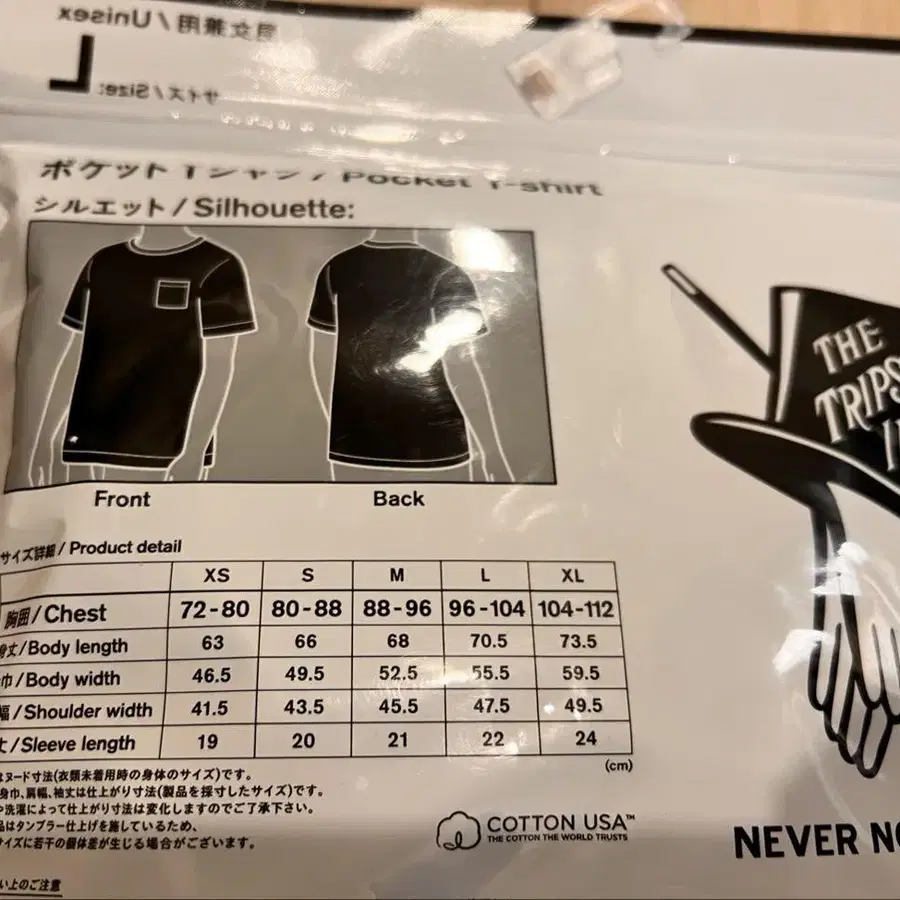 男女兼用 / Unisex
サイズ / Size: L
ポケットTシャツ / Pocket T-shirt
シルエット / Silhouette:
Front Back
THE
TRIPS
サイズ詳細 / Product detail
XS S M L XL
胸囲 / Chest 72-80 80-88 88-96 96-104 104-112
身丈 / Body length 63 66 68 70.5 73.5
巾 / Body width 46.5 49.5 52.5 55.5 59.5
幅 / Shoulder width 41.5 43.5 45.5 47.5 49.5
丈 / Sleeve length 19 20 21 22 24
(cm)
はヌード寸法(衣類未着用時の身体のサイズ)です。
身巾、肩幅、袖丈は仕上がり寸法(製品を採寸したサイズ)です。
や洗濯によって仕上がり寸法は変化しますのでご了承下さい。
品はタンブラー仕上げを施しているため、
サイズに若干の個体差が生じる場合がございます。
COTTON USA™
THE COTTON THE WORLD TRUSTS
NEVER
い上のご注意